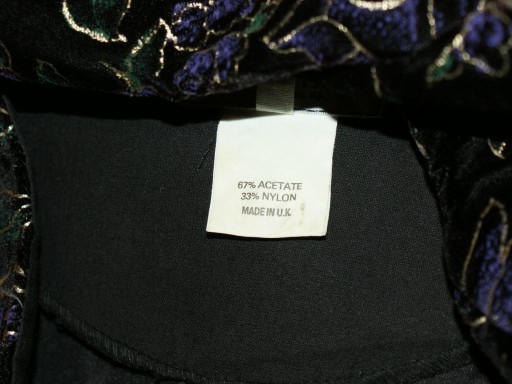 67% ACETATE
33% NYLON
MADE IN U.K.